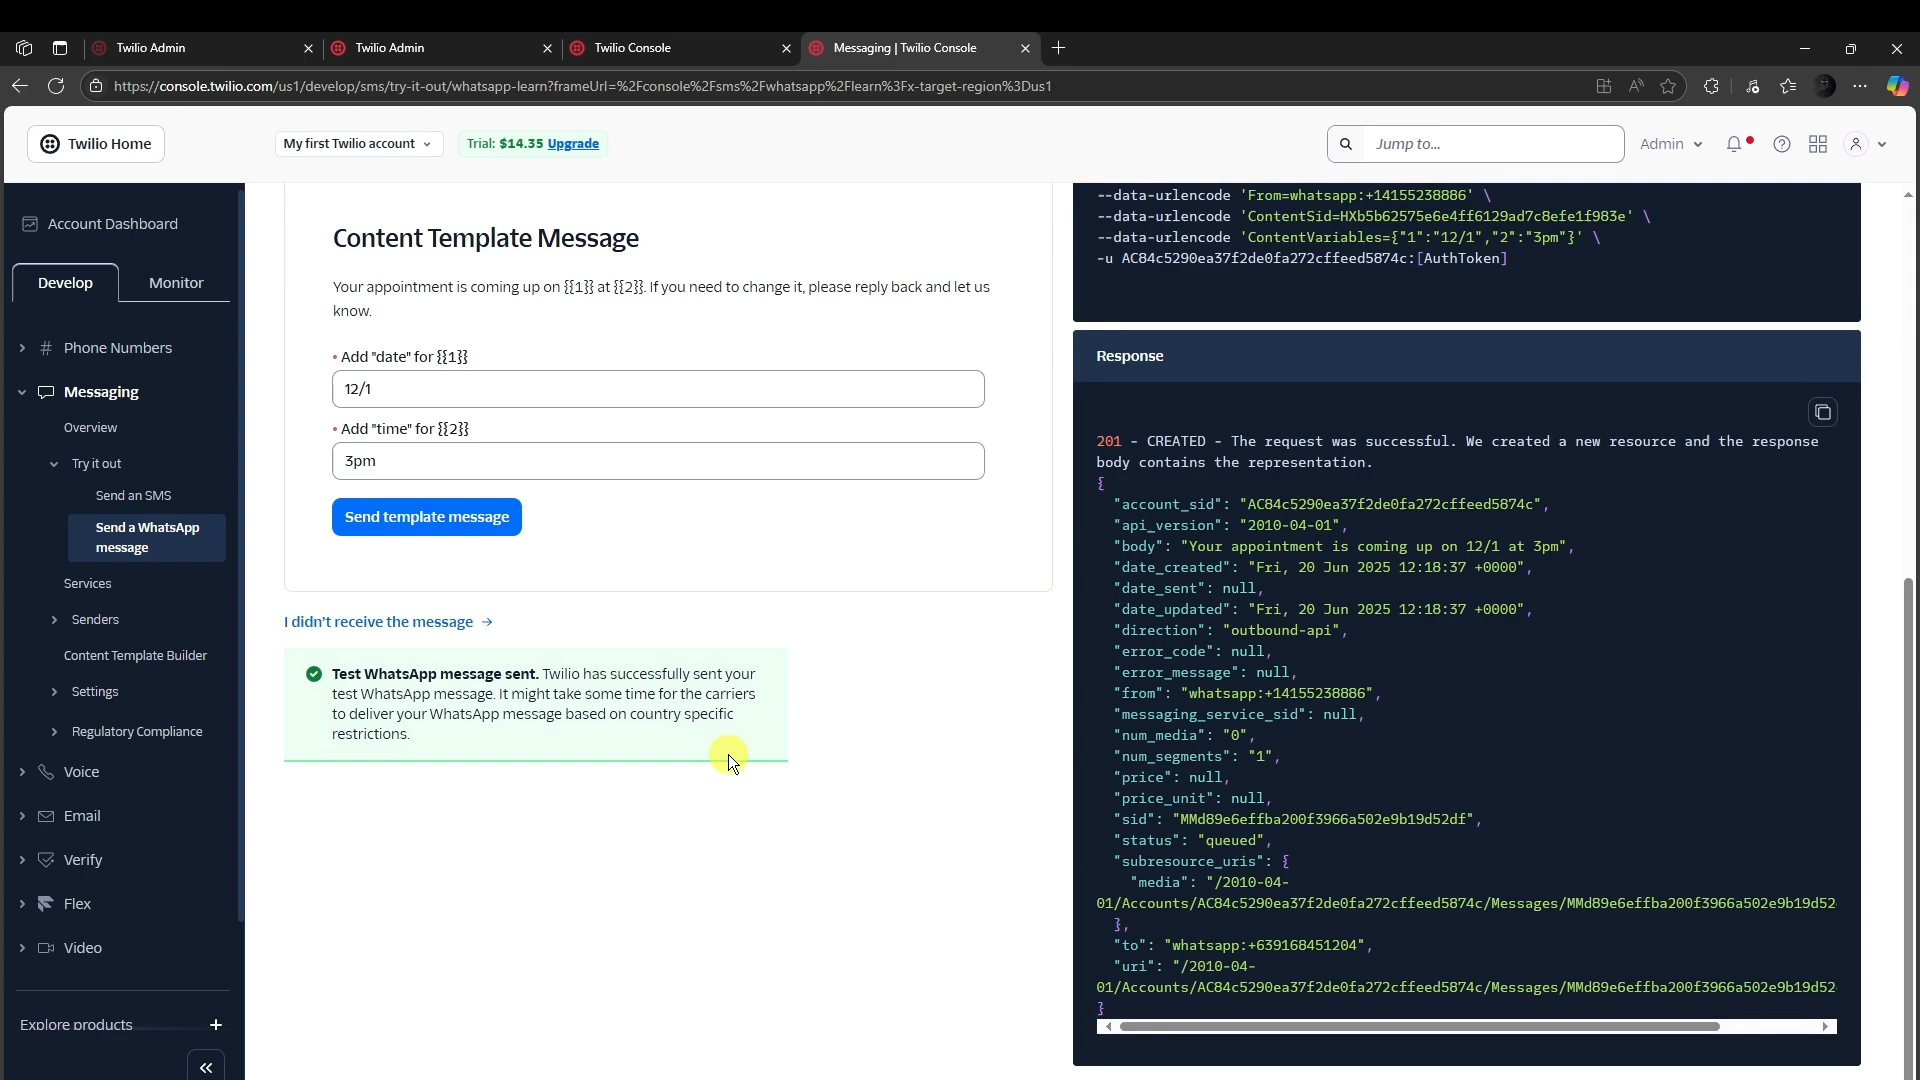 Twilio Admin
Twilio Admin
Twilio Console
Messaging | Twilio Console
https://console.twilio.com/us1/develop/sms/try-it-out/whatsapp-learn?frameUrl=%2Fconsole%2Fsms%2Fwhatsapp%2Flearn%3Fx-target-region%3Dus1
Twilio Home
My first Twilio account
Trial: $14.35 Upgrade
Jump to...
Admin
Account Dashboard
Develop
Monitor
# Phone Numbers
Messaging
Overview
Try it out
Send an SMS
Send a WhatsApp
message
Services
Senders
Content Template Builder
Settings
Regulatory Compliance
Voice
Email
Verify
Flex
Video
Explore products +
Content Template Message
Your appointment is coming up on {{1}} at {{2}}. If you need to change it, please reply back and let us
know.
• Add "date" for {{1}}
12/1
• Add "time" for {{2}}
3pm
Send template message
I didn't receive the message →
Test WhatsApp message sent. Twilio has successfully sent your
test WhatsApp message. It might take some time for the carriers
to deliver your WhatsApp message based on country specific
restrictions.
--data-urlencode 'From=whatsapp:+14155238886' \
--data-urlencode 'ContentSid=HXb5b62575e6e4ff6129ad7c8efe1f983e' \
--data-urlencode 'ContentVariables={"1":"12/1","2":"3pm"}' \
-u AC84c5290ea37f2de0fa272cffeed5874c:[AuthToken]
Response
201 - CREATED - The request was successful. We created a new resource and the response
body contains the representation.
{
"account_sid": "AC84c5290ea37f2de0fa272cffeed5874c",
"api_version": "2010-04-01",
"body": "Your appointment is coming up on 12/1 at 3pm",
"date_created": "Fri, 20 Jun 2025 12:18:37 +0000",
"date_sent": null,
"date_updated": "Fri, 20 Jun 2025 12:18:37 +0000",
"direction": "outbound-api",
"error_code": null,
"error_message": null,
"from": "whatsapp:+14155238886",
"messaging_service_sid": null,
"num_media": "0",
"num_segments": "1",
"price": null,
"price_unit": null,
"sid": "MMd89e6effba200f3966a502e9b19d52df",
"status": "queued",
"subresource_uris": {
"media": "/2010-04-
01/Accounts/AC84c5290ea37f2de0fa272cffeed5874c/Messages/MMd89e6effba200f3966a502e9b19d52
},
"to": "whatsapp:+639168451204",
"uri": "/2010-04-
01/Accounts/AC84c5290ea37f2de0fa272cffeed5874c/Messages/MMd89e6effba200f3966a502e9b19d52
}